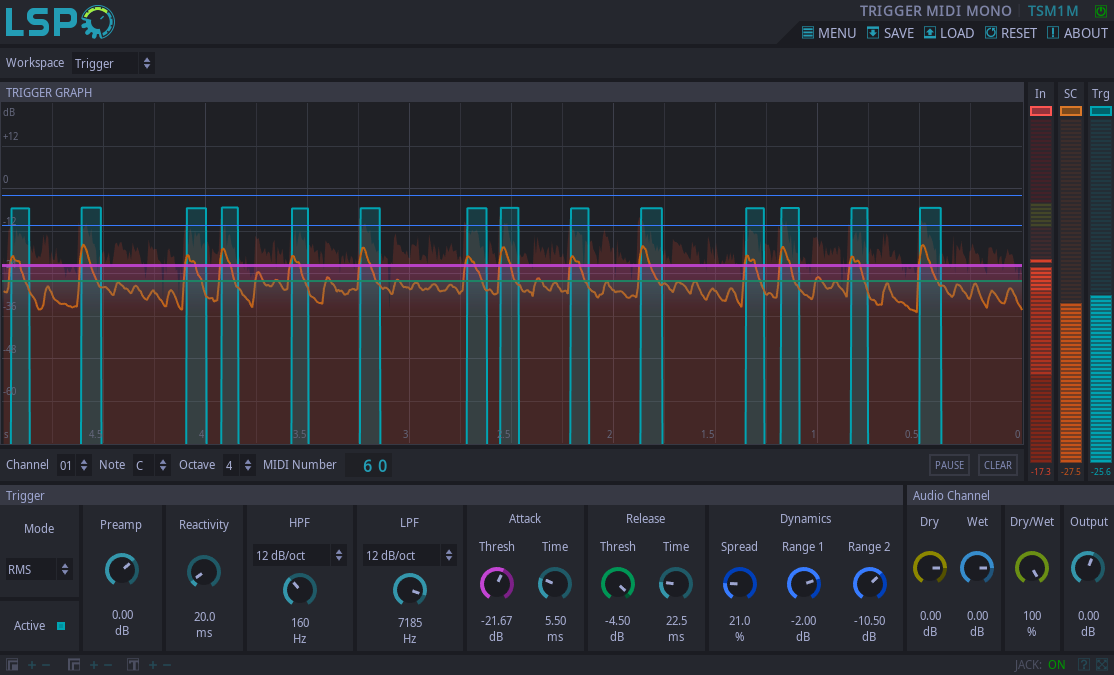 LSP TRIGGER MIDI MONO TSM1M
MENU SAVE LOAD RESET ABOUT
Workspace Trigger
TRIGGER GRAPH In SC Trg
dB
+12
0
-12
-36
-48
-60
s 4.5 4 3.5 3 2.5 2 1.5 1 0.5 0
-17.3 -27.5 -25.6
Channel 01 Note C Octave 4 MIDI Number 60 PAUSE CLEAR
Trigger Audio Channel
Mode Preamp Reactivity HPF LPF Attack Release Dynamics Dry Wet Dry/Wet Output
Thresh Time Thresh Time Spread Range 1 Range 2
RMS 12 dB/oct 12 dB/oct
Active 0.00 20.0 160 7185 -21.67 5.50 -4.50 22.5 21.0 -2.00 -10.50 0.00 0.00 100 0.00
dB ms Hz Hz dB ms dB ms % dB dB dB dB % dB
+ - + - T + - JACK: ON ?